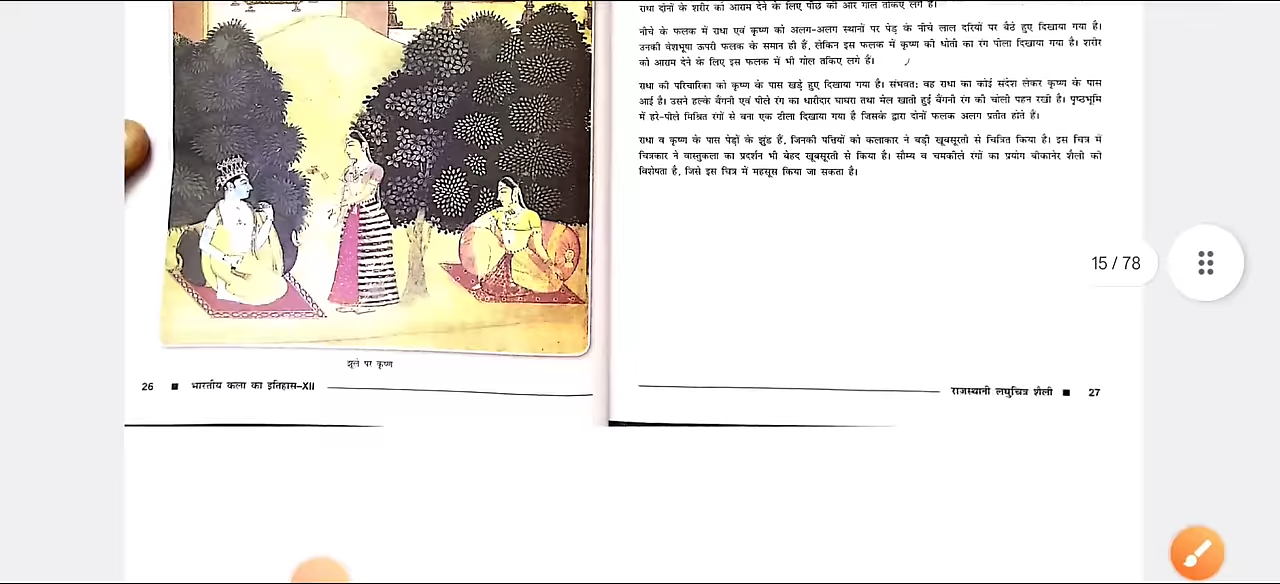 राधा दोनों के शरीर को आराम देने के लिए पीछे की ओर गोल तकिए लगे हैं।
नीचे के फलक में राधा एवं कृष्ण को अलग-अलग स्थानों पर पेड़ के नीचे लाल दरियों पर बैठे हुए दिखाया गया है।
उनकी वेशभूषा ऊपरी फलक के समान ही हैं, लेकिन इस फलक में कृष्ण की धोती का रंग पीला दिखाया गया है। शरीर
को आराम देने के लिए इस फलक में भी गोल तकिए लगे हैं।
राधा की परिचारिका को कृष्ण के पास खड़े हुए दिखाया गया है। संभवत: वह राधा का कोई संदेश लेकर कृष्ण के पास
आई है। उसने हल्के बैंगनी एवं पीले रंग का धारीदार घाघरा तथा मेल खाती हुई बैंगनी रंग की चोली पहन रखी है। पृष्ठभूमि
में हरे-पीले मिश्रित रंगों से बना एक टीला दिखाया गया है जिसके द्वारा दोनों फलक अलग प्रतीत होते हैं।
राधा व कृष्ण के पास पेड़ों के झुंड हैं, जिनकी पत्तियों को कलाकार ने बड़ी खूबसूरती से चित्रित किया है। इस चित्र में
चित्रकार ने वास्तुकला का प्रदर्शन भी बेहद खूबसूरती से किया है। सौम्य व चमकीले रंगों का प्रयोग बीकानेर शैली की
विशेषता है, जिसे इस चित्र में महसूस किया जा सकता है।
15 / 78
झूले पर कृष्ण
26 ■ भारतीय कला का इतिहास–XII
राजस्थानी लघुचित्र शैली ■ 27